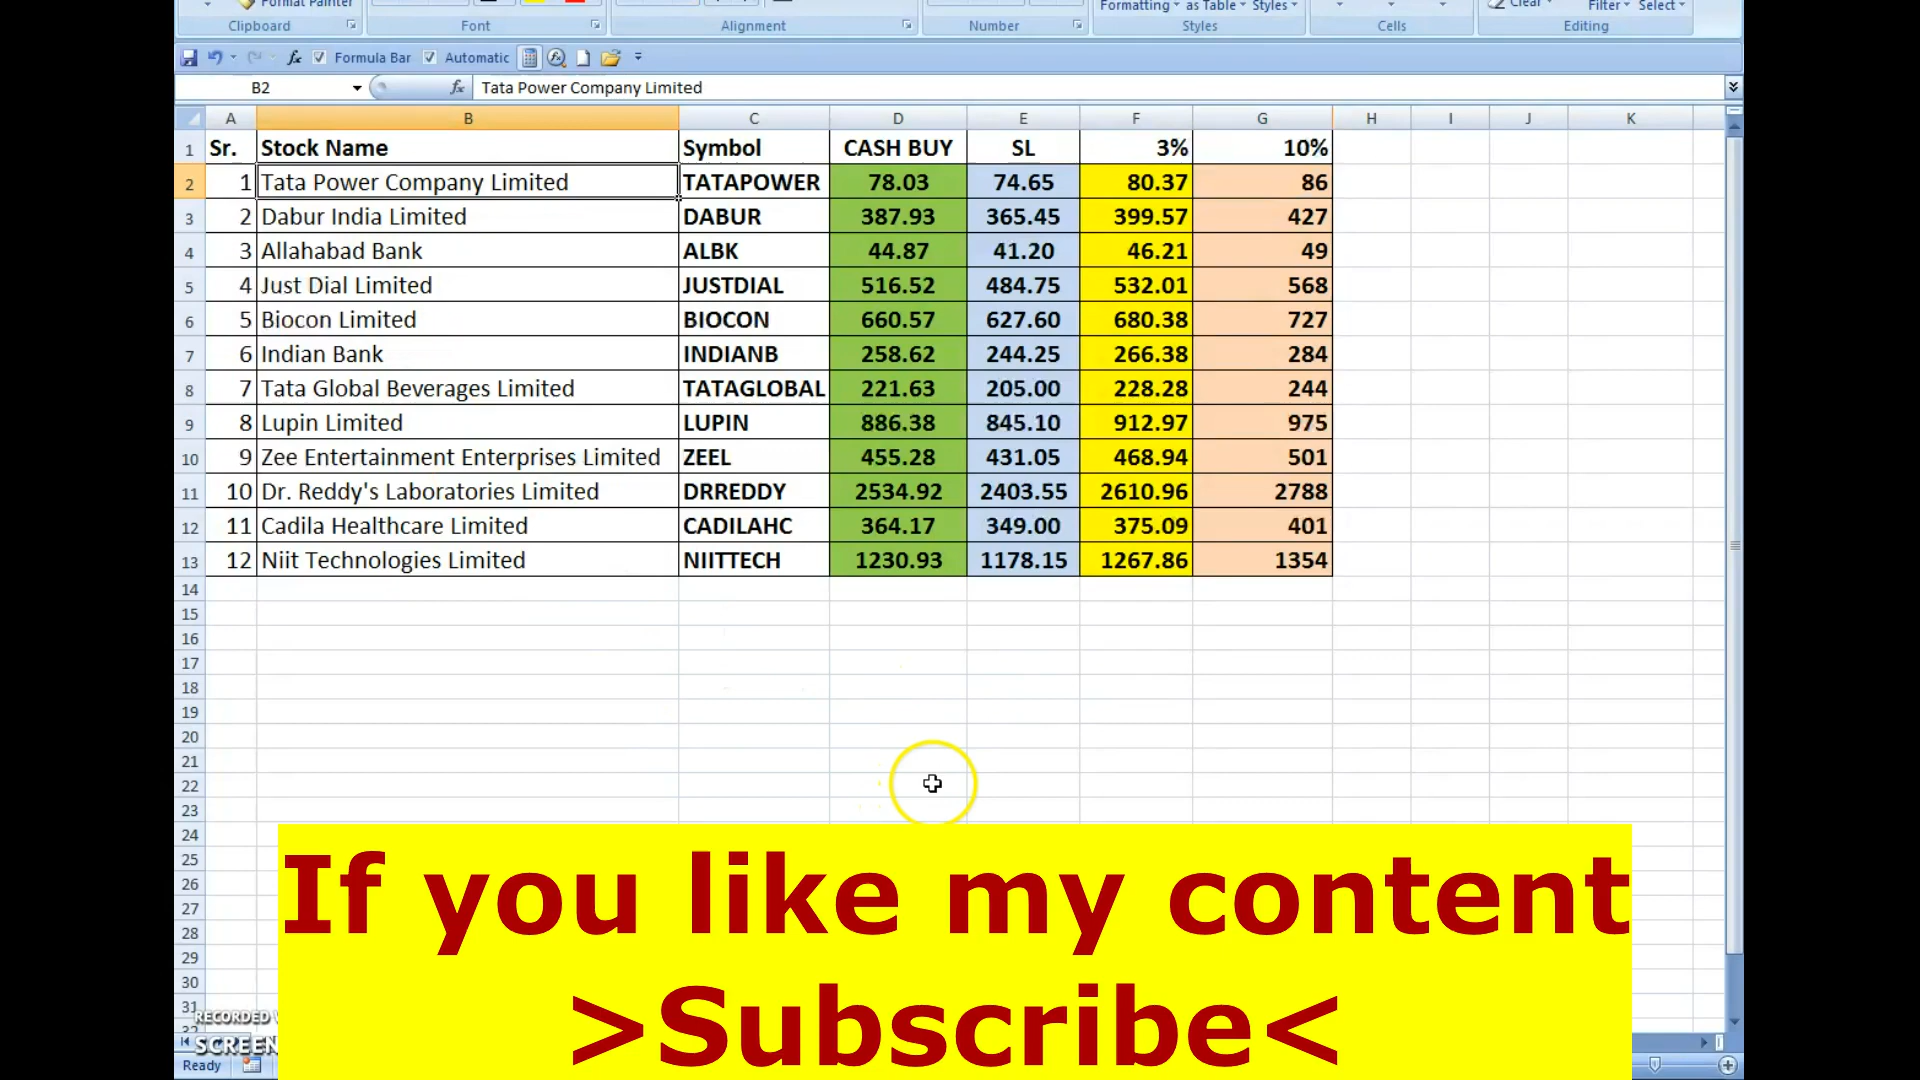 Format Painter
Formatting as Table Styles Clear Filter Select
Clipboard Font Alignment Number Styles Cells Editing
Formula Bar Automatic
B2 fx Tata Power Company Limited
A B C D E F G H I J K
1 Sr. Stock Name Symbol CASH BUY SL 3% 10%
2 1 Tata Power Company Limited TATAPOWER 78.03 74.65 80.37 86
3 2 Dabur India Limited DABUR 387.93 365.45 399.57 427
4 3 Allahabad Bank ALBK 44.87 41.20 46.21 49
5 4 Just Dial Limited JUSTDIAL 516.52 484.75 532.01 568
6 5 Biocon Limited BIOCON 660.57 627.60 680.38 727
7 6 Indian Bank INDIANB 258.62 244.25 266.38 284
8 7 Tata Global Beverages Limited TATAGLOBAL 221.63 205.00 228.28 244
9 8 Lupin Limited LUPIN 886.38 845.10 912.97 975
10 9 Zee Entertainment Enterprises Limited ZEEL 455.28 431.05 468.94 501
11 10 Dr. Reddy's Laboratories Limited DRREDDY 2534.92 2403.55 2610.96 2788
12 11 Cadila Healthcare Limited CADILAHC 364.17 349.00 375.09 401
13 12 Niit Technologies Limited NIITTECH 1230.93 1178.15 1267.86 1354
14
15
16
17
18
19
20
21
22
23
24
25
26
27
28
29
30
31
If you like my content
>Subscribe<
RECORDED
SCREEN
Ready